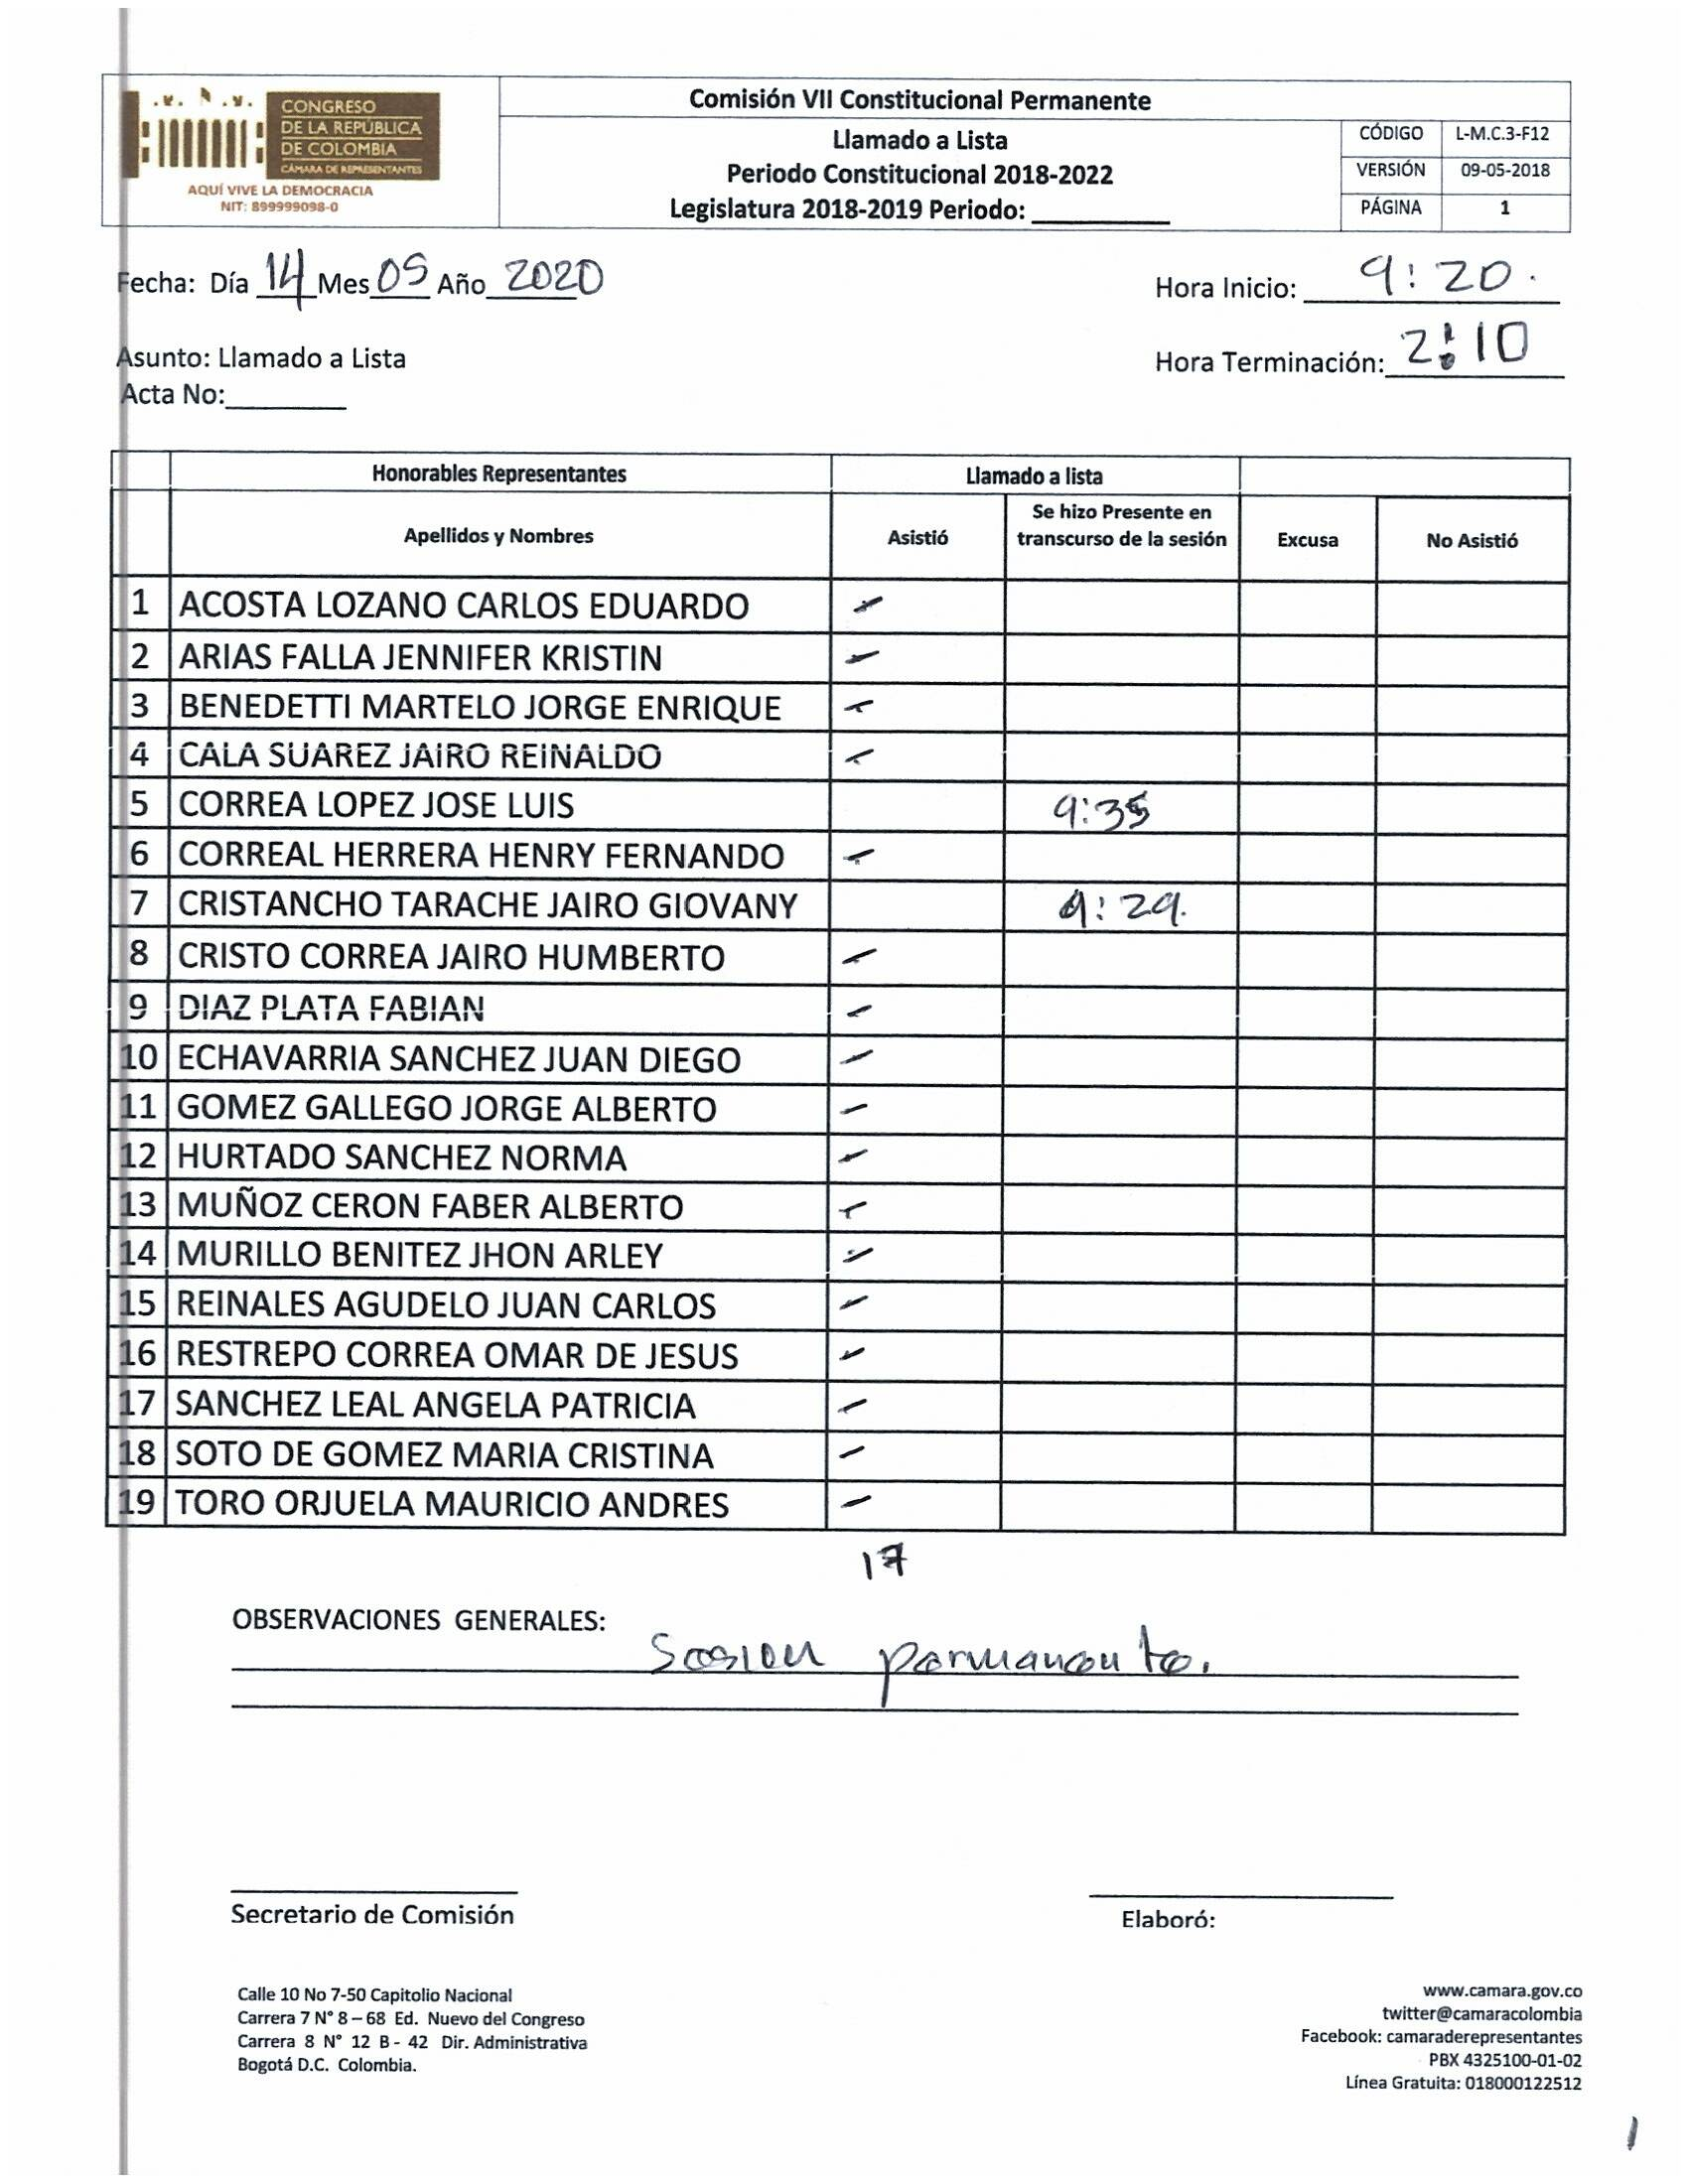 CONGRESO
DE LA REPÚBLICA
DE COLOMBIA
CÁMARA DE REPRESENTANTES
AQUÍ VIVE LA DEMOCRACIA
NIT: 899999098-0
Comisión VII Constitucional Permanente
Llamado a Lista
Periodo Constitucional 2018-2022
Legislatura 2018-2019 Periodo: __________
CÓDIGO L-M.C.3-F12
VERSIÓN 09-05-2018
PÁGINA 1
Fecha: Día 14 Mes 05 Año 2020
Hora Inicio: 9:20.
Asunto: Llamado a Lista
Hora Terminación: 2:10
Acta No:________
Honorables Representantes Llamado a lista
Apellidos y Nombres Asistió Se hizo Presente en transcurso de la sesión Excusa No Asistió
1 ACOSTA LOZANO CARLOS EDUARDO
2 ARIAS FALLA JENNIFER KRISTIN
3 BENEDETTI MARTELO JORGE ENRIQUE
4 CALA SUAREZ JAIRO REINALDO
5 CORREA LOPEZ JOSE LUIS 9:35
6 CORREAL HERRERA HENRY FERNANDO
7 CRISTANCHO TARACHE JAIRO GIOVANY 9:29.
8 CRISTO CORREA JAIRO HUMBERTO
9 DIAZ PLATA FABIAN
10 ECHAVARRIA SANCHEZ JUAN DIEGO
11 GOMEZ GALLEGO JORGE ALBERTO
12 HURTADO SANCHEZ NORMA
13 MUÑOZ CERON FABER ALBERTO
14 MURILLO BENITEZ JHON ARLEY
15 REINALES AGUDELO JUAN CARLOS
16 RESTREPO CORREA OMAR DE JESUS
17 SANCHEZ LEAL ANGELA PATRICIA
18 SOTO DE GOMEZ MARIA CRISTINA
19 TORO ORJUELA MAURICIO ANDRES
17
OBSERVACIONES GENERALES:
Sesion permanente.
Secretario de Comisión
Elaboró:
Calle 10 No 7-50 Capitolio Nacional
Carrera 7 N° 8 – 68 Ed. Nuevo del Congreso
Carrera 8 N° 12 B - 42 Dir. Administrativa
Bogotá D.C. Colombia.
www.camara.gov.co
twitter@camaracolombia
Facebook: camaraderepresentantes
PBX 4325100-01-02
Línea Gratuita: 018000122512
1